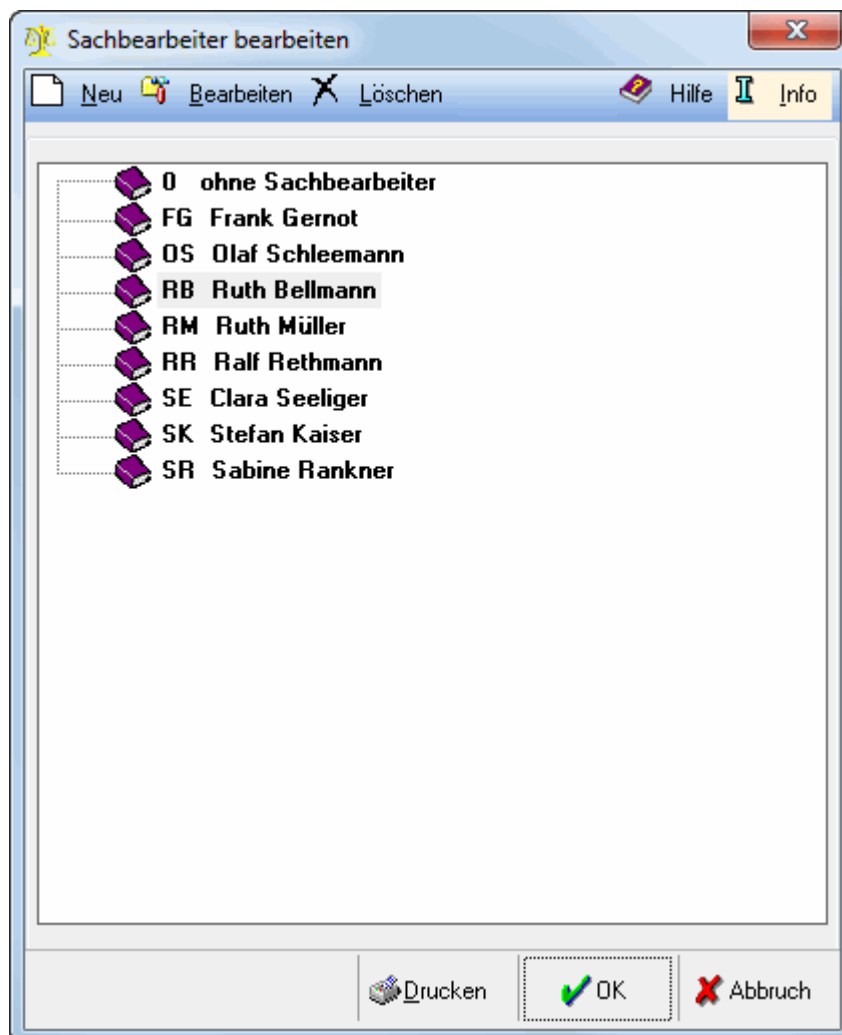 Sachbearbeiter bearbeiten
Neu Bearbeiten Löschen Hilfe Info
0 ohne Sachbearbeiter
FG Frank Gernot
OS Olaf Schleemann
RB Ruth Bellmann
RM Ruth Müller
RR Ralf Rethmann
SE Clara Seeliger
SK Stefan Kaiser
SR Sabine Rankner
Drucken OK Abbruch